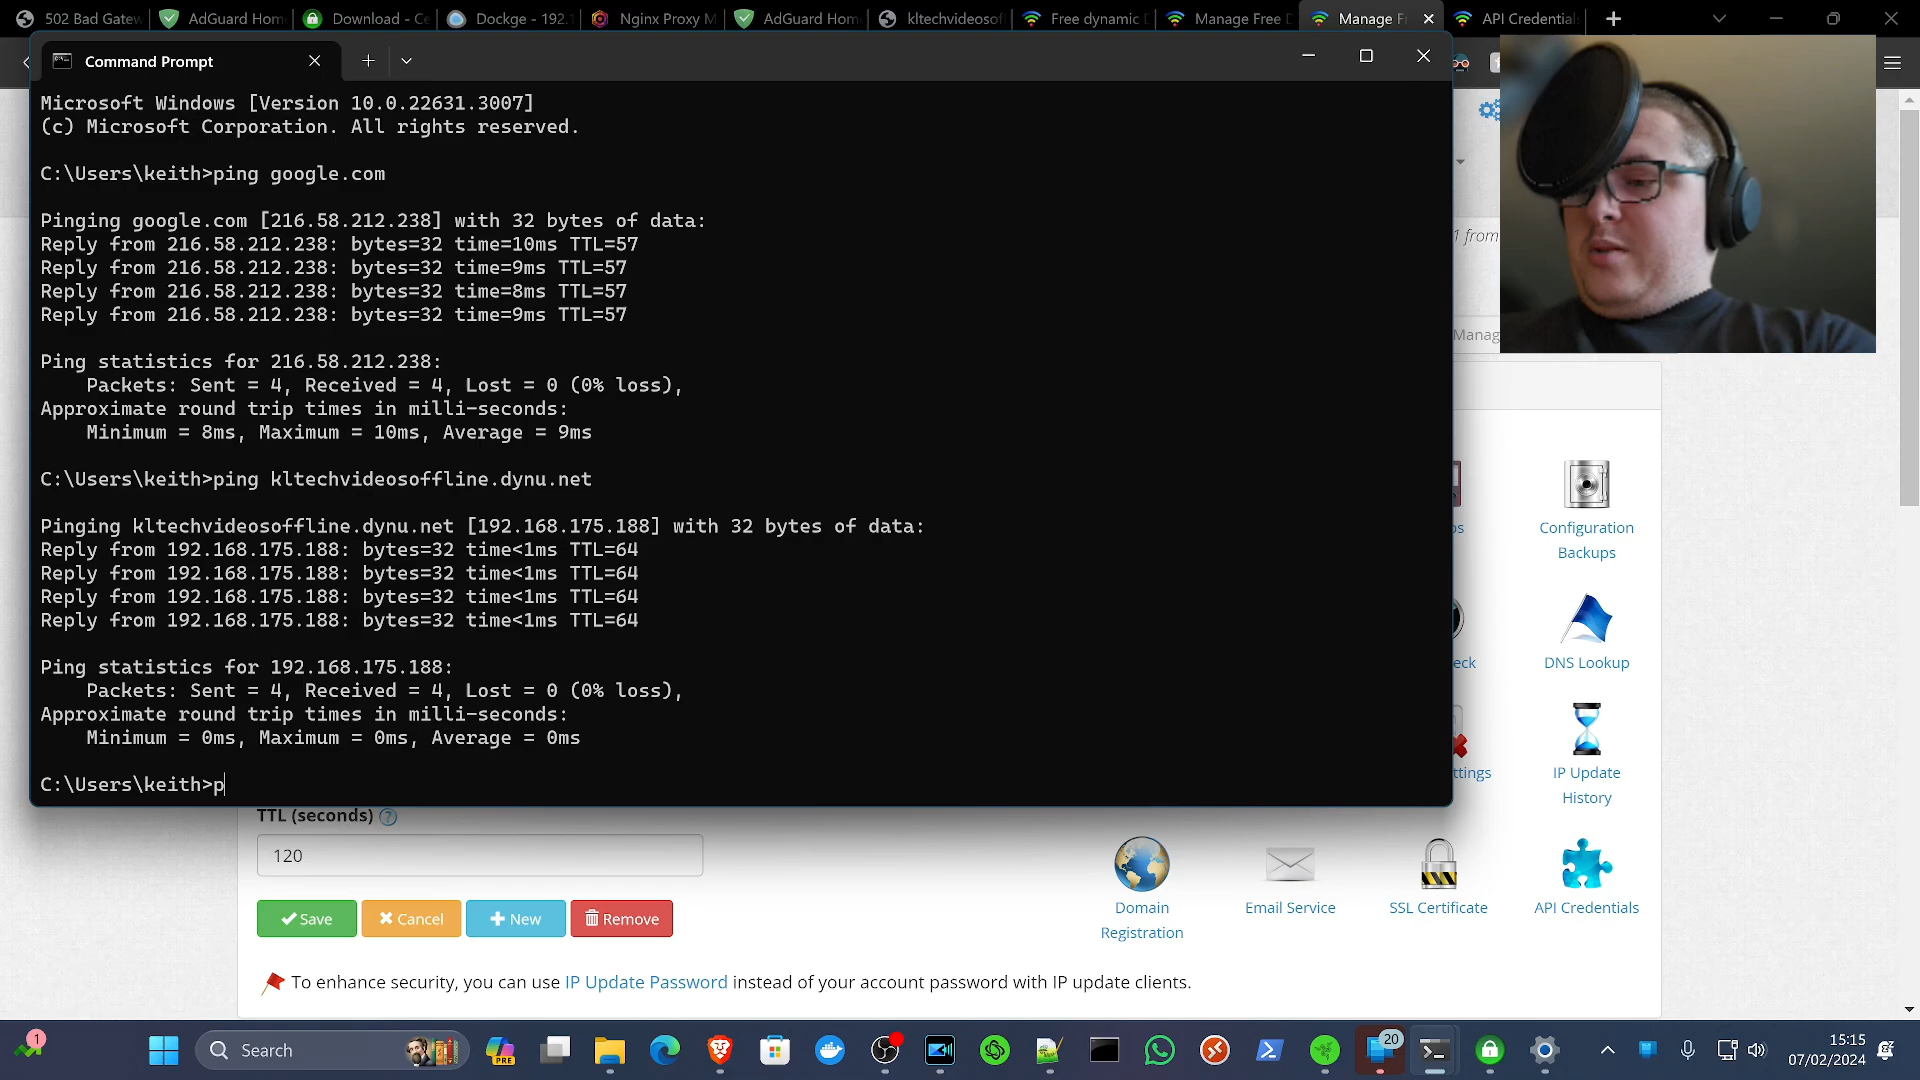 502 Bad Gatew
AdGuard Hom
Download - Ce
Dockge - 192.1
Nginx Proxy M
AdGuard Hom
kltechvideosof
Free dynamic D
Manage Free D
Manage Fr
API Credential
Command Prompt
Microsoft Windows [Version 10.0.22631.3007]
(c) Microsoft Corporation. All rights reserved.
C:\Users\keith>ping google.com
Pinging google.com [216.58.212.238] with 32 bytes of data:
Reply from 216.58.212.238: bytes=32 time=10ms TTL=57
Reply from 216.58.212.238: bytes=32 time=9ms TTL=57
Reply from 216.58.212.238: bytes=32 time=8ms TTL=57
Reply from 216.58.212.238: bytes=32 time=9ms TTL=57
Ping statistics for 216.58.212.238:
Packets: Sent = 4, Received = 4, Lost = 0 (0% loss),
Approximate round trip times in milli-seconds:
Minimum = 8ms, Maximum = 10ms, Average = 9ms
C:\Users\keith>ping kltechvideosoffline.dynu.net
Pinging kltechvideosoffline.dynu.net [192.168.175.188] with 32 bytes of data:
Reply from 192.168.175.188: bytes=32 time<1ms TTL=64
Reply from 192.168.175.188: bytes=32 time<1ms TTL=64
Reply from 192.168.175.188: bytes=32 time<1ms TTL=64
Reply from 192.168.175.188: bytes=32 time<1ms TTL=64
Ping statistics for 192.168.175.188:
Packets: Sent = 4, Received = 4, Lost = 0 (0% loss),
Approximate round trip times in milli-seconds:
Minimum = 0ms, Maximum = 0ms, Average = 0ms
C:\Users\keith>p
1 from
Manag
Configuration
Backups
eck
DNS Lookup
ttings
IP Update
History
TTL (seconds) ?
120
Save
Cancel
New
Remove
Domain
Registration
Email Service
SSL Certificate
API Credentials
To enhance security, you can use IP Update Password instead of your account password with IP update clients.
1
Search
PRE
20
15:15
07/02/2024